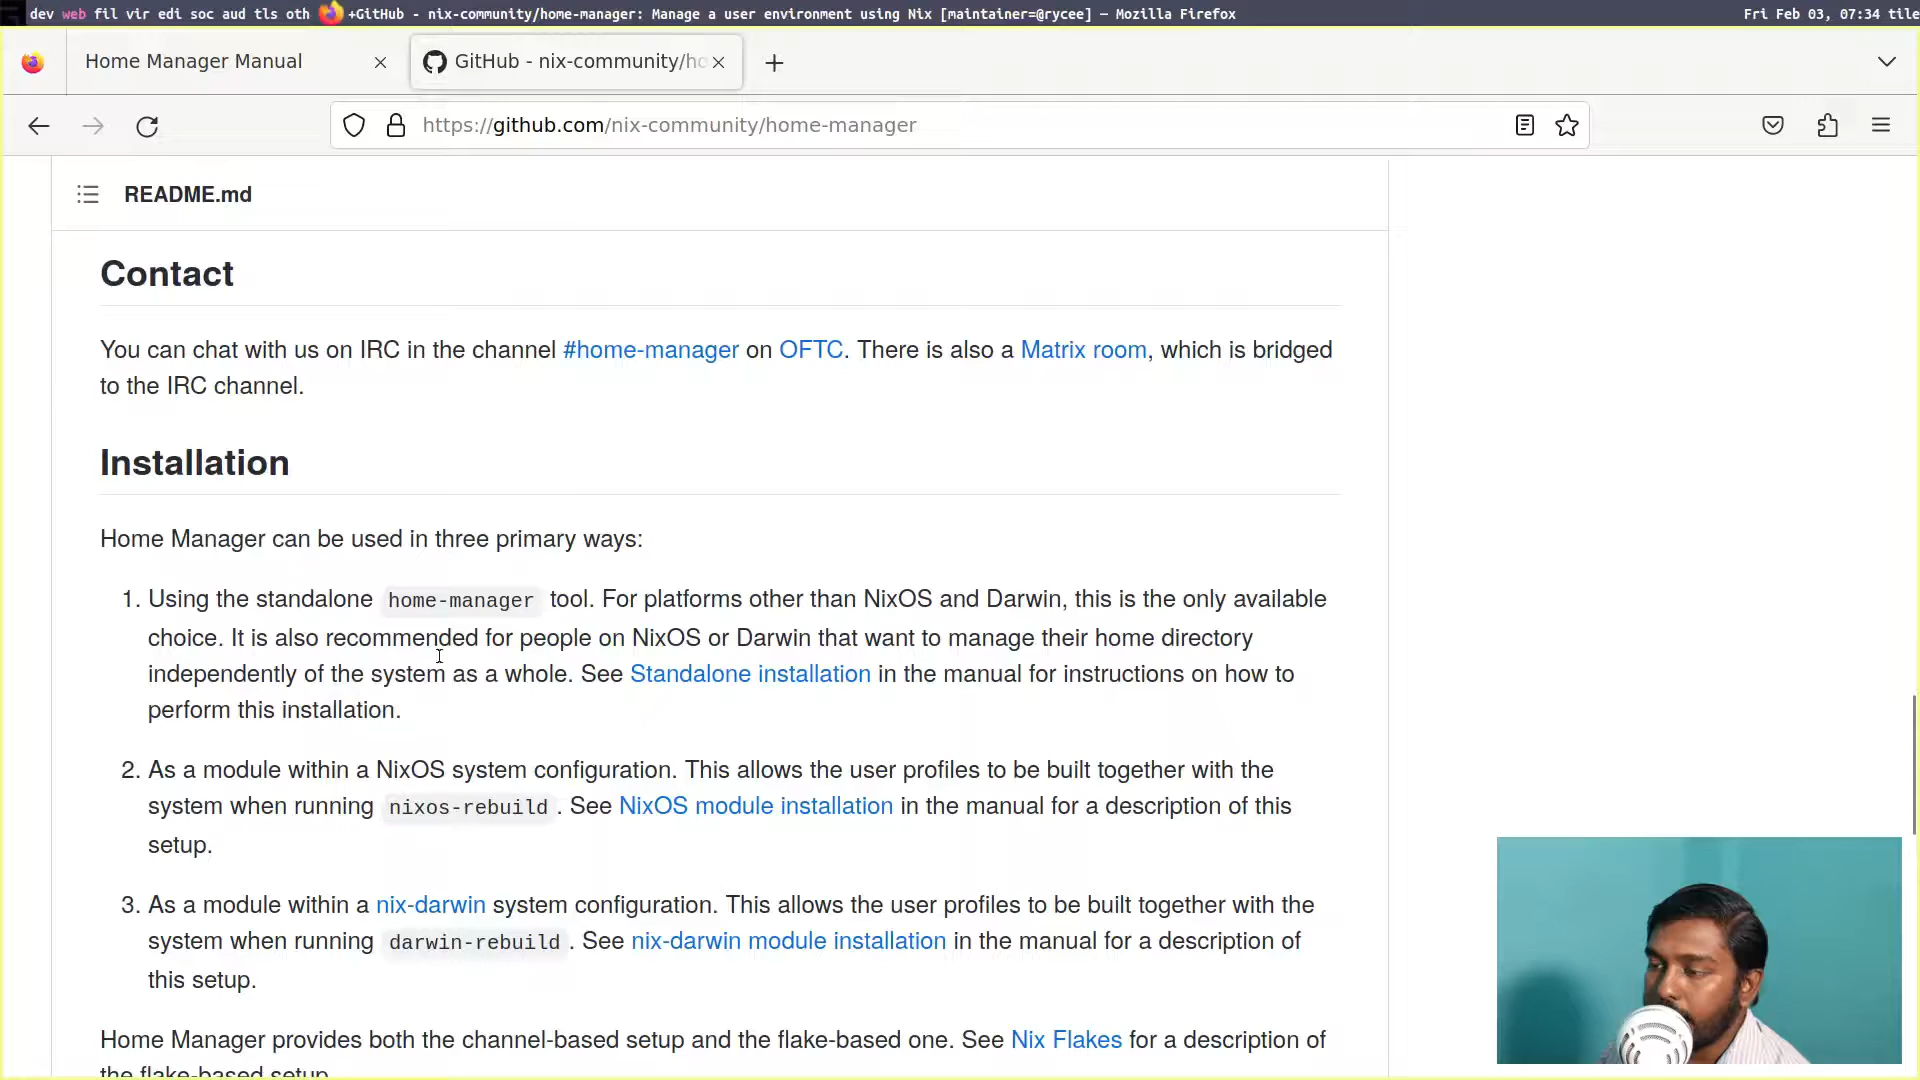 dev web fil vir edi soc aud tls oth +GitHub - nix-community/home-manager: Manage a user environment using Nix [maintainer=@rycee] — Mozilla Firefox Fri Feb 03, 07:34 tile
Home Manager Manual GitHub - nix-community/ho
https://github.com/nix-community/home-manager
README.md
Contact
You can chat with us on IRC in the channel #home-manager on OFTC. There is also a Matrix room, which is bridged
to the IRC channel.
Installation
Home Manager can be used in three primary ways:
1. Using the standalone home-manager tool. For platforms other than NixOS and Darwin, this is the only available
choice. It is also recommended for people on NixOS or Darwin that want to manage their home directory
independently of the system as a whole. See Standalone installation in the manual for instructions on how to
perform this installation.
2. As a module within a NixOS system configuration. This allows the user profiles to be built together with the
system when running nixos-rebuild. See NixOS module installation in the manual for a description of this
setup.
3. As a module within a nix-darwin system configuration. This allows the user profiles to be built together with the
system when running darwin-rebuild. See nix-darwin module installation in the manual for a description of
this setup.
Home Manager provides both the channel-based setup and the flake-based one. See Nix Flakes for a description of
the flake-based setup.